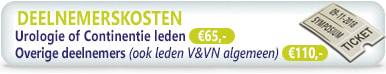 DEELNEMERSKOSTEN
Urologie of Continentie leden €65,-
Overige deelnemers (ook leden V&VN algemeen) €110,-
09-11-2018
SYMPOSIUM
TICKET